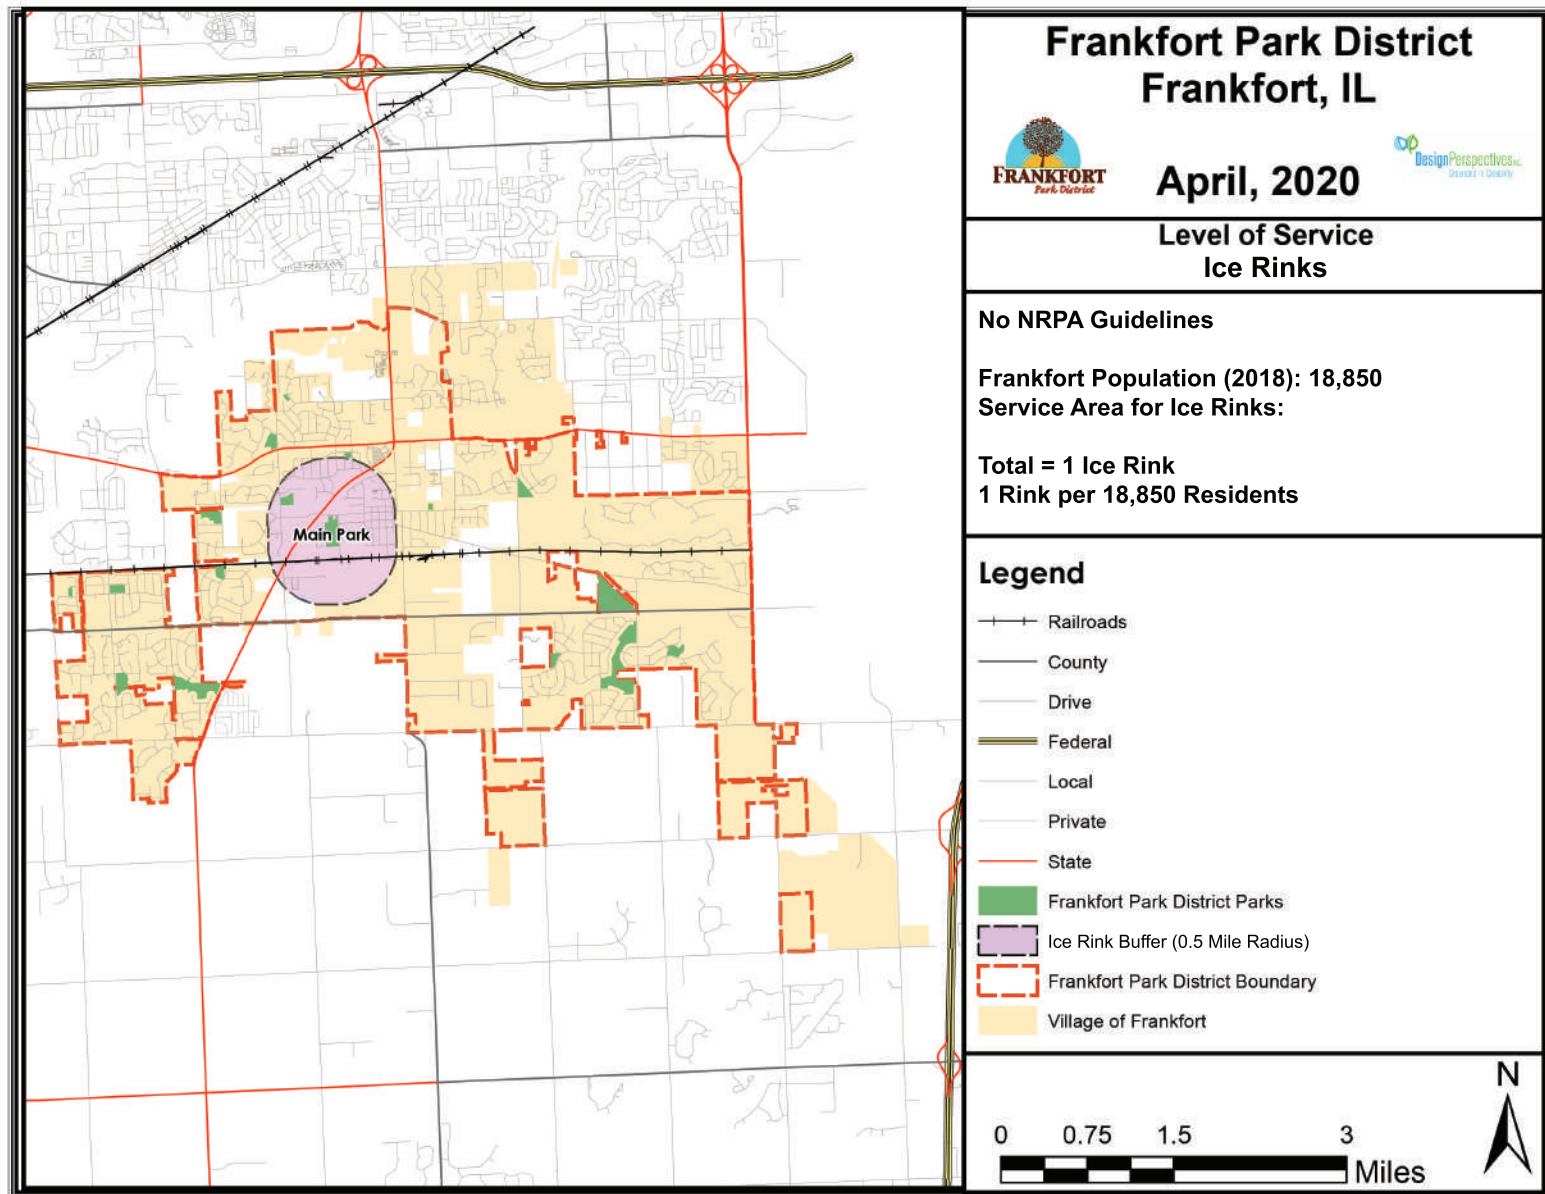 Frankfort Park District
Frankfort, IL
FRANKFORT
Park District
DesignPerspectives
April, 2020
Level of Service
Ice Rinks
No NRPA Guidelines
Frankfort Population (2018): 18,850
Service Area for Ice Rinks:
Total = 1 Ice Rink
1 Rink per 18,850 Residents
Main Park
Legend
Railroads
County
Drive
Federal
Local
Private
State
Frankfort Park District Parks
Ice Rink Buffer (0.5 Mile Radius)
Frankfort Park District Boundary
Village of Frankfort
N
0 0.75 1.5 3
Miles